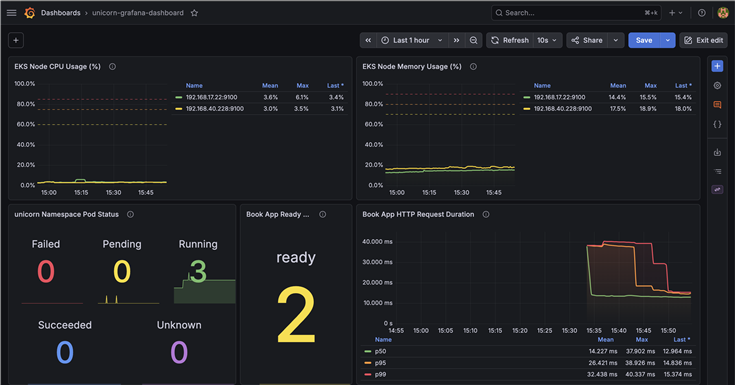 Dashboards › unicorn-grafana-dashboard
Search...
⌘+k
Last 1 hour
Refresh
10s
Share
Save
Exit edit
EKS Node CPU Usage (%)
100.0%
80.0%
60.0%
40.0%
20.0%
0.0%
15:00 15:15 15:30 15:45
Name Mean Max Last *
192.168.17.22:9100 3.6% 6.1% 3.4%
192.168.40.228:9100 3.0% 3.5% 3.1%
EKS Node Memory Usage (%)
100.0%
80.0%
60.0%
40.0%
20.0%
0.0%
15:00 15:15 15:30 15:45
Name Mean Max Last *
192.168.17.22:9100 14.4% 15.5% 15.4%
192.168.40.228:9100 17.5% 18.9% 18.0%
unicorn Namespace Pod Status
Failed
0
Pending
0
Running
3
Succeeded
0
Unknown
0
Book App Ready ...
ready
2
Book App HTTP Request Duration
40.000 ms
30.000 ms
20.000 ms
10.000 ms
0 s
14:55 15:00 15:05 15:10 15:15 15:20 15:25 15:30 15:35 15:40 15:45 15:50
Name Mean Max Last *
p50 14.227 ms 37.902 ms 12.964 ms
p95 26.421 ms 38.926 ms 14.836 ms
p99 32.438 ms 40.337 ms 15.374 ms